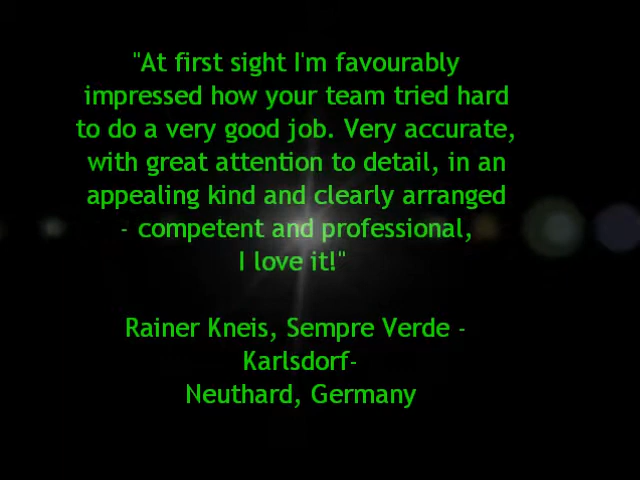 "At first sight I'm favourably
impressed how your team tried hard
to do a very good job. Very accurate,
with great attention to detail, in an
appealing kind and clearly arranged
- competent and professional,
I love it!"
Rainer Kneis, Sempre Verde -
Karlsdorf-
Neuthard, Germany